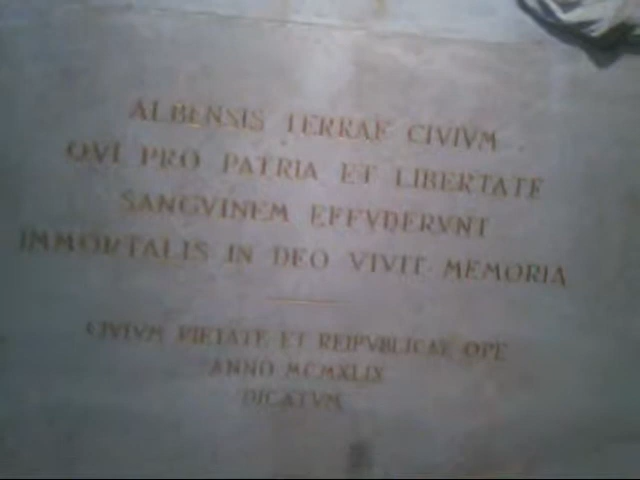 ALBENSIS TERRAE CIVIVM
QVI PRO PATRIA ET LIBERTATE
SANGVINEM EFFVDERVNT
IMMORTALIS IN DEO VIVIT MEMORIA
CIVIVM PIETATE ET REIPVBLICAE OPE
ANNO MCMXLIX
DICATVM